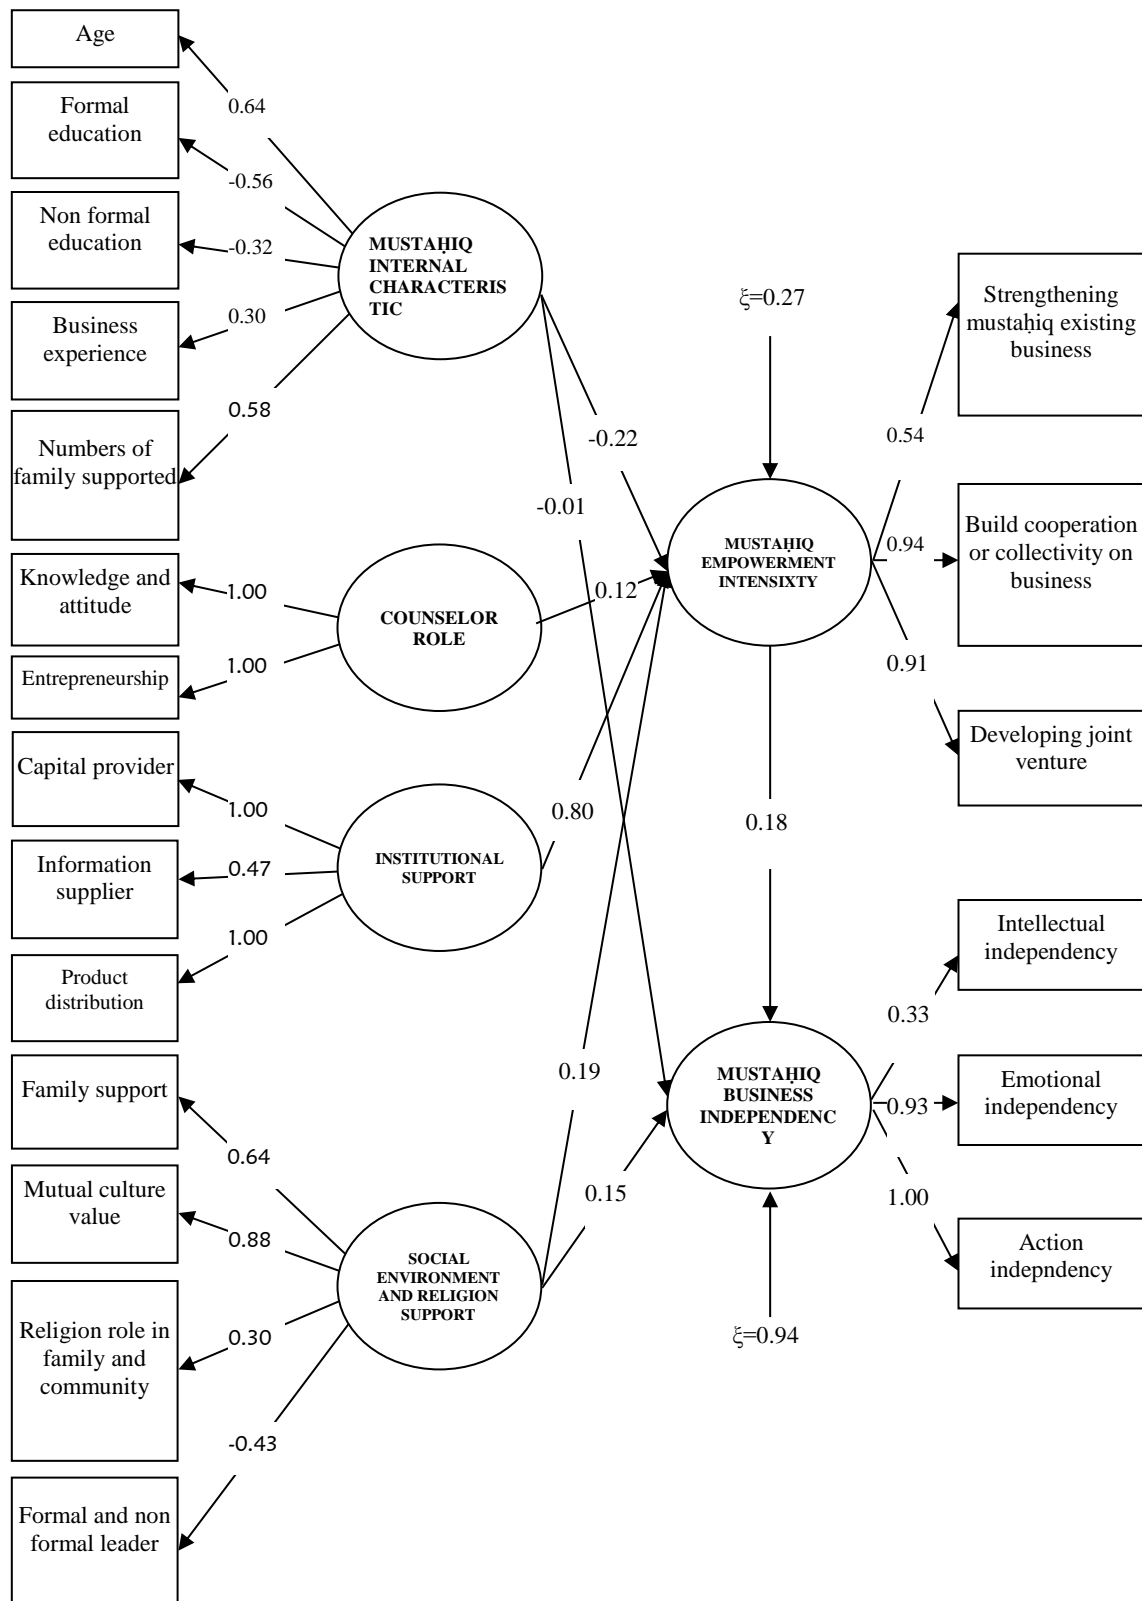 Age
0.64
Formal
education
-0.56
Non formal
education
-0.32
Business
experience
0.30
Numbers of
family supported
0.58
MUSTAḤIQ
INTERNAL
CHARACTERIS
TIC
-0.22
-0.01
Knowledge and
attitude
1.00
Entrepreneurship
1.00
COUNSELOR
ROLE
0.12
Capital provider
1.00
Information
supplier
0.47
Product
distribution
1.00
INSTITUTIONAL
SUPPORT
0.80
Family support
0.64
Mutual culture
value
0.88
Religion role in
family and
community
0.30
Formal and non
formal leader
-0.43
SOCIAL
ENVIRONMENT
AND RELIGION
SUPPORT
0.19
0.15
ξ=0.27
MUSTAḤIQ
EMPOWERMENT
INTENSIXTY
0.18
Strengthening
mustaḥiq existing
business
0.54
Build cooperation
or collectivity on
business
0.94
Developing joint
venture
0.91
MUSTAḤIQ
BUSINESS
INDEPENDENC
Y
ξ=0.94
Intellectual
independency
0.33
Emotional
independency
0.93
Action
indepndency
1.00